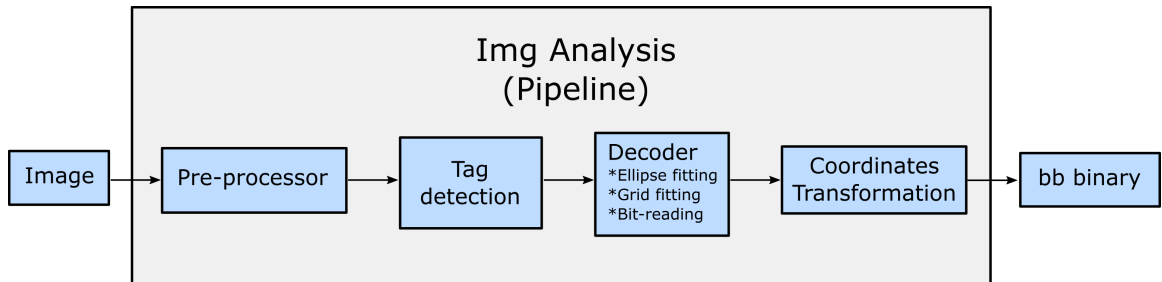 Img Analysis
(Pipeline)
Image
Pre-processor
Tag
detection
Decoder
*Ellipse fitting
*Grid fitting
*Bit-reading
Coordinates
Transformation
bb binary